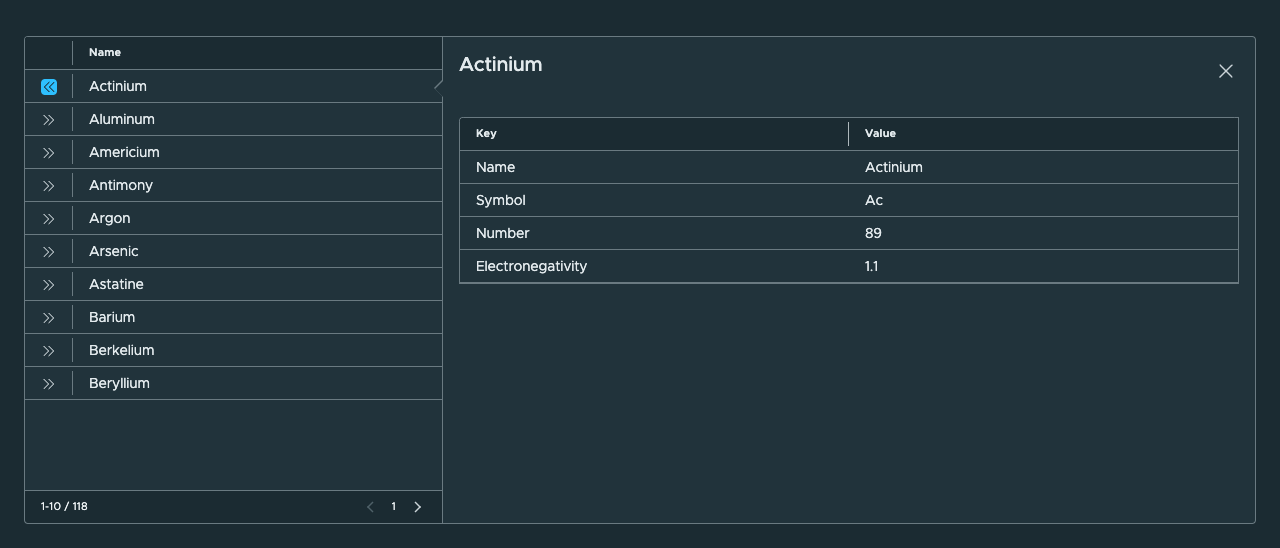 Name
Actinium
Aluminum
Americium
Antimony
Argon
Arsenic
Astatine
Barium
Berkelium
Beryllium
1-10 / 118
1
Actinium
Key Value
Name Actinium
Symbol Ac
Number 89
Electronegativity 1.1